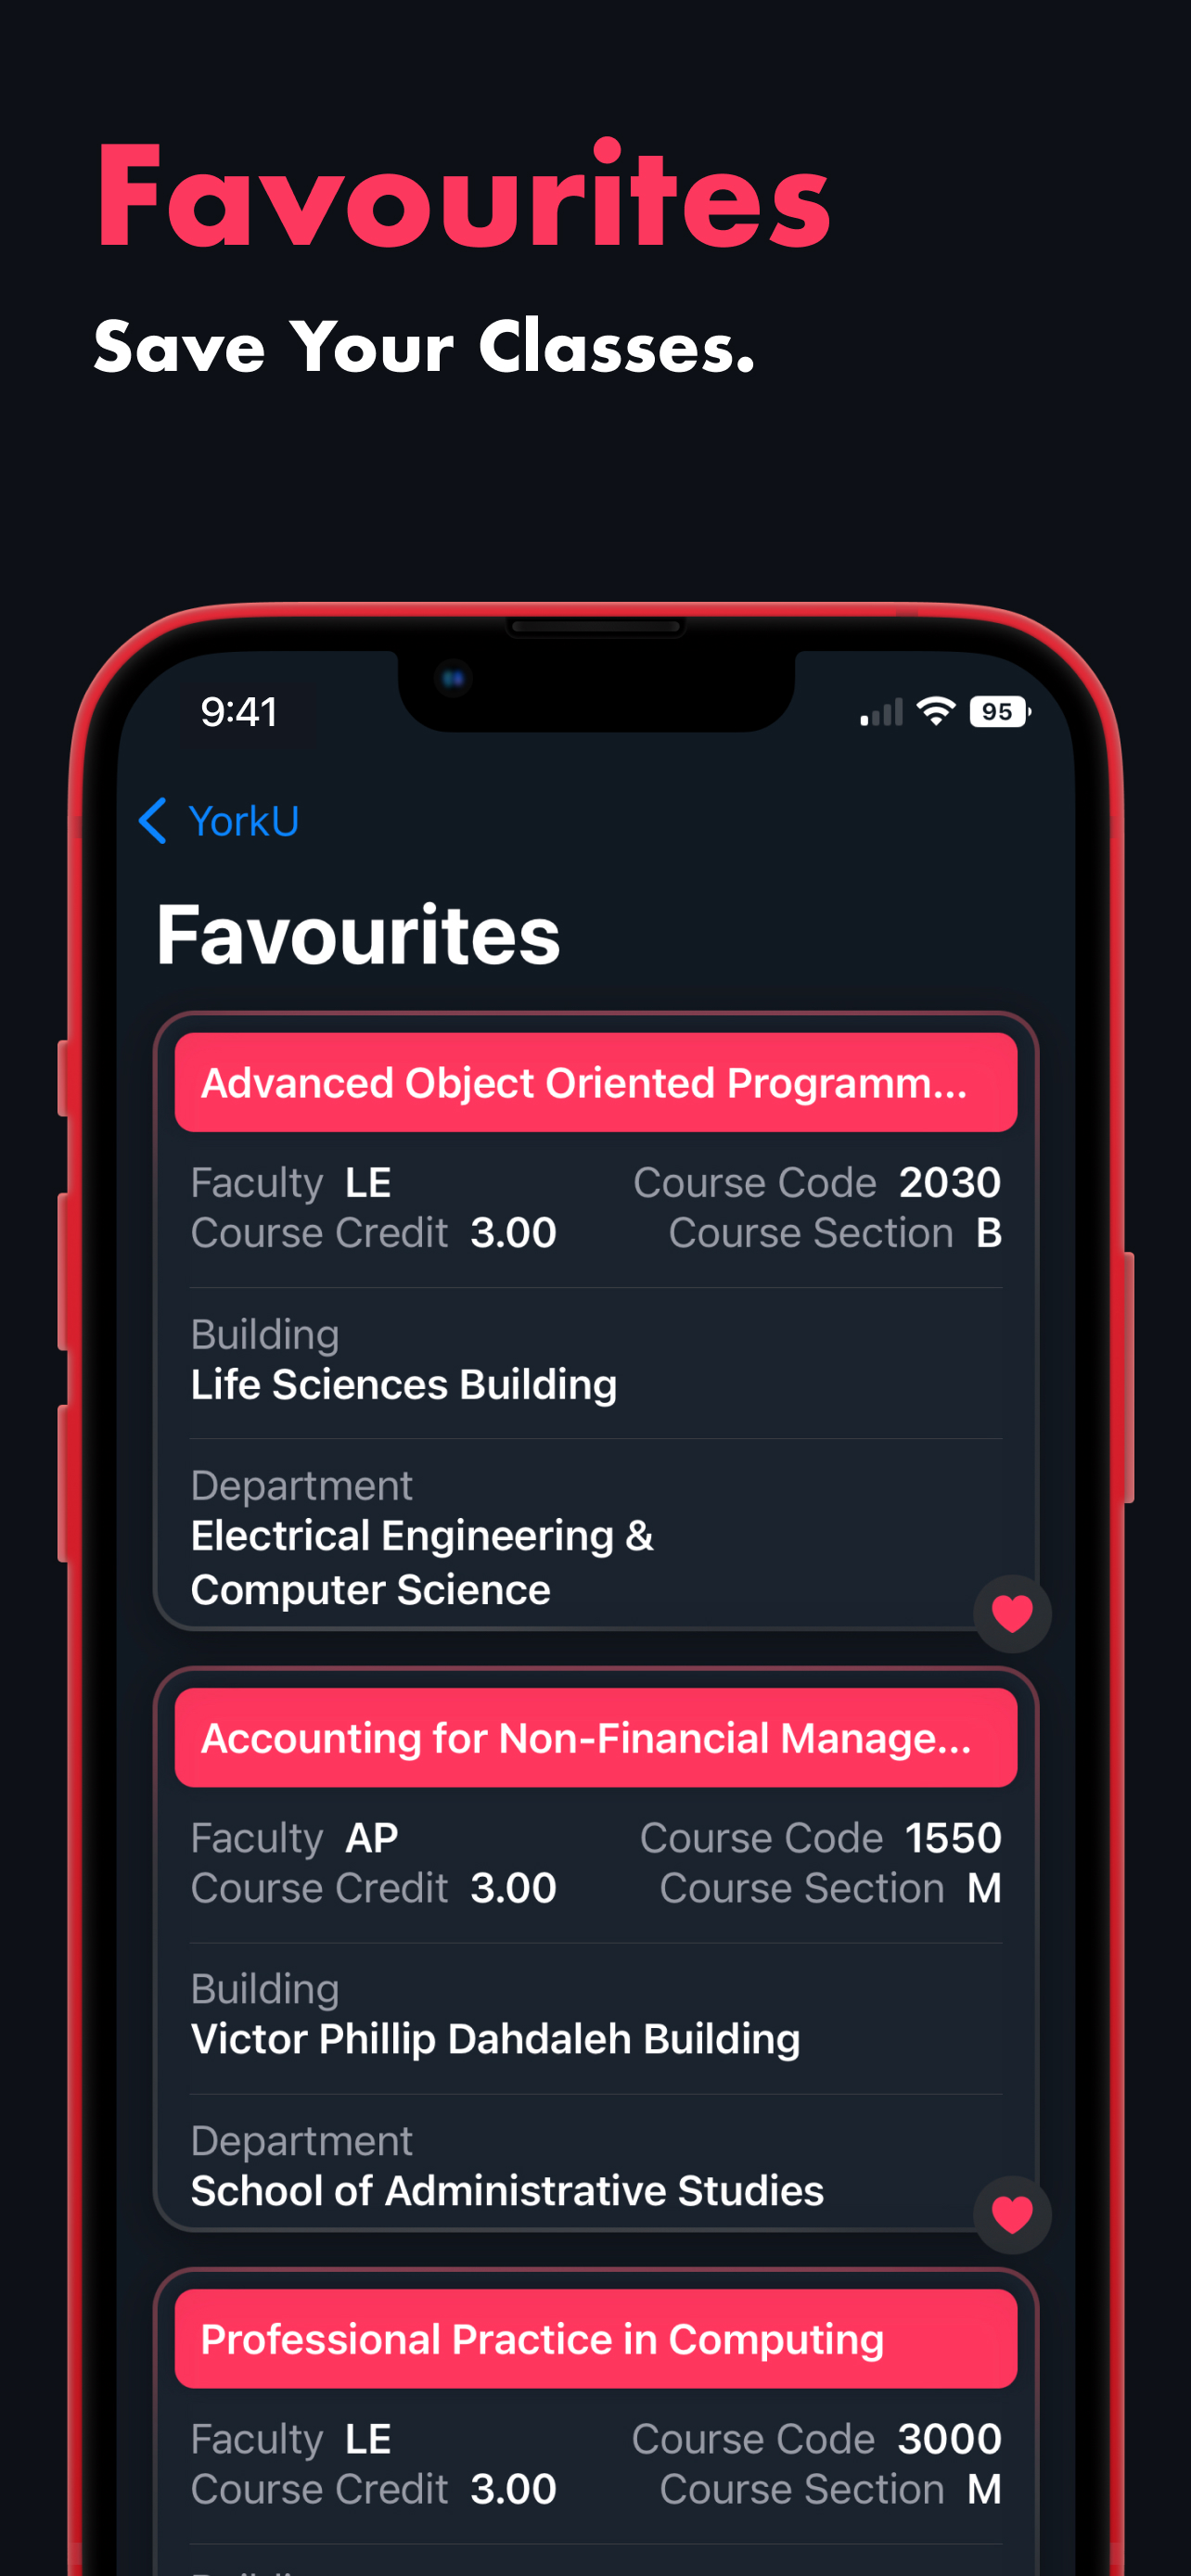 Favourites
Save Your Classes.
9:41
95
YorkU
Favourites
Advanced Object Oriented Programm...
Faculty LE Course Code 2030
Course Credit 3.00 Course Section B
Building
Life Sciences Building
Department
Electrical Engineering &
Computer Science
Accounting for Non-Financial Manage...
Faculty AP Course Code 1550
Course Credit 3.00 Course Section M
Building
Victor Phillip Dahdaleh Building
Department
School of Administrative Studies
Professional Practice in Computing
Faculty LE Course Code 3000
Course Credit 3.00 Course Section M